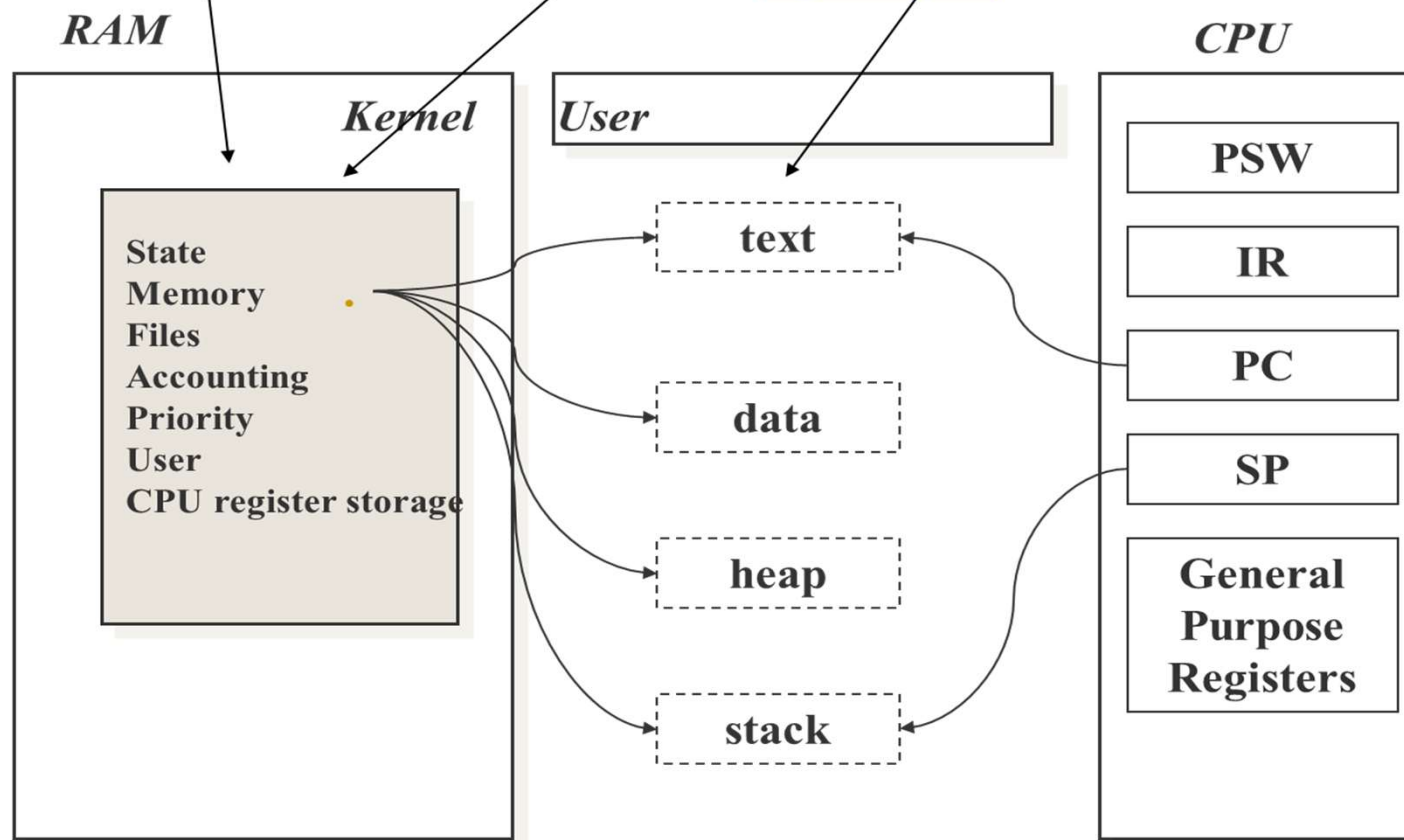 RAM
CPU
Kernel
User
State
Memory
Files
Accounting
Priority
User
CPU register storage
text
data
heap
stack
PSW
IR
PC
SP
General
Purpose
Registers